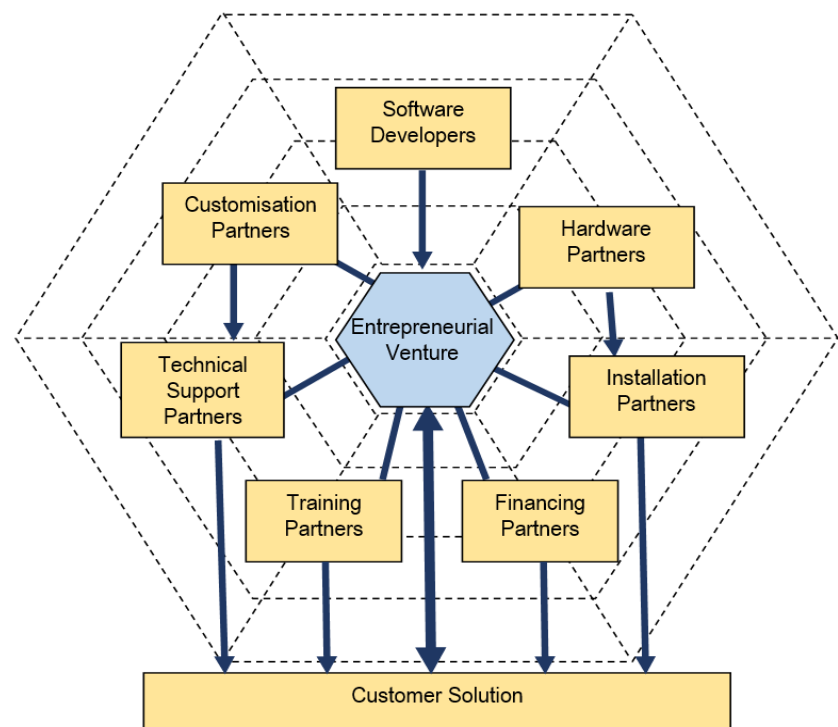 Software
Developers
Customisation
Partners
Hardware
Partners
Entrepreneurial
Venture
Technical
Support
Partners
Installation
Partners
Training
Partners
Financing
Partners
Customer Solution